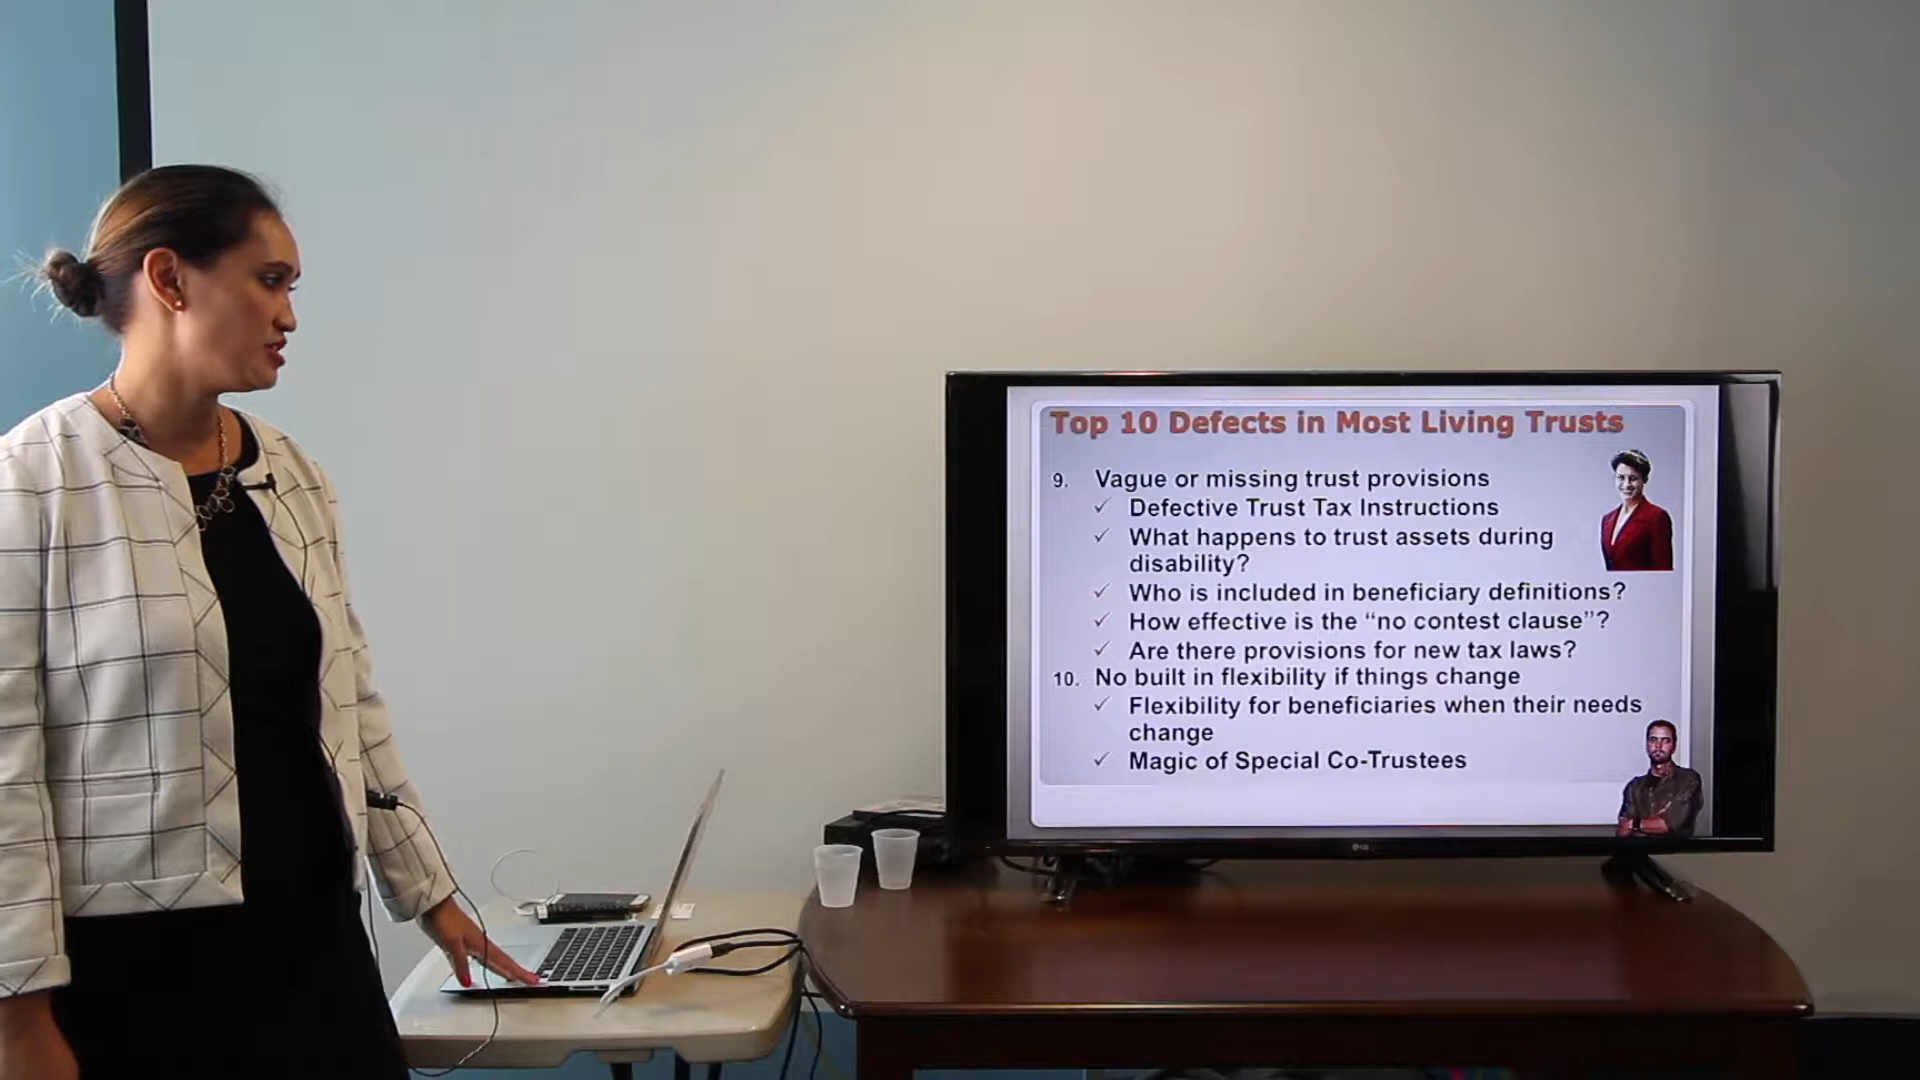 Top 10 Defects in Most Living Trusts
9. Vague or missing trust provisions
✓ Defective Trust Tax Instructions
✓ What happens to trust assets during
disability?
✓ Who is included in beneficiary definitions?
✓ How effective is the “no contest clause”?
✓ Are there provisions for new tax laws?
10. No built in flexibility if things change
✓ Flexibility for beneficiaries when their needs
change
✓ Magic of Special Co-Trustees
LG